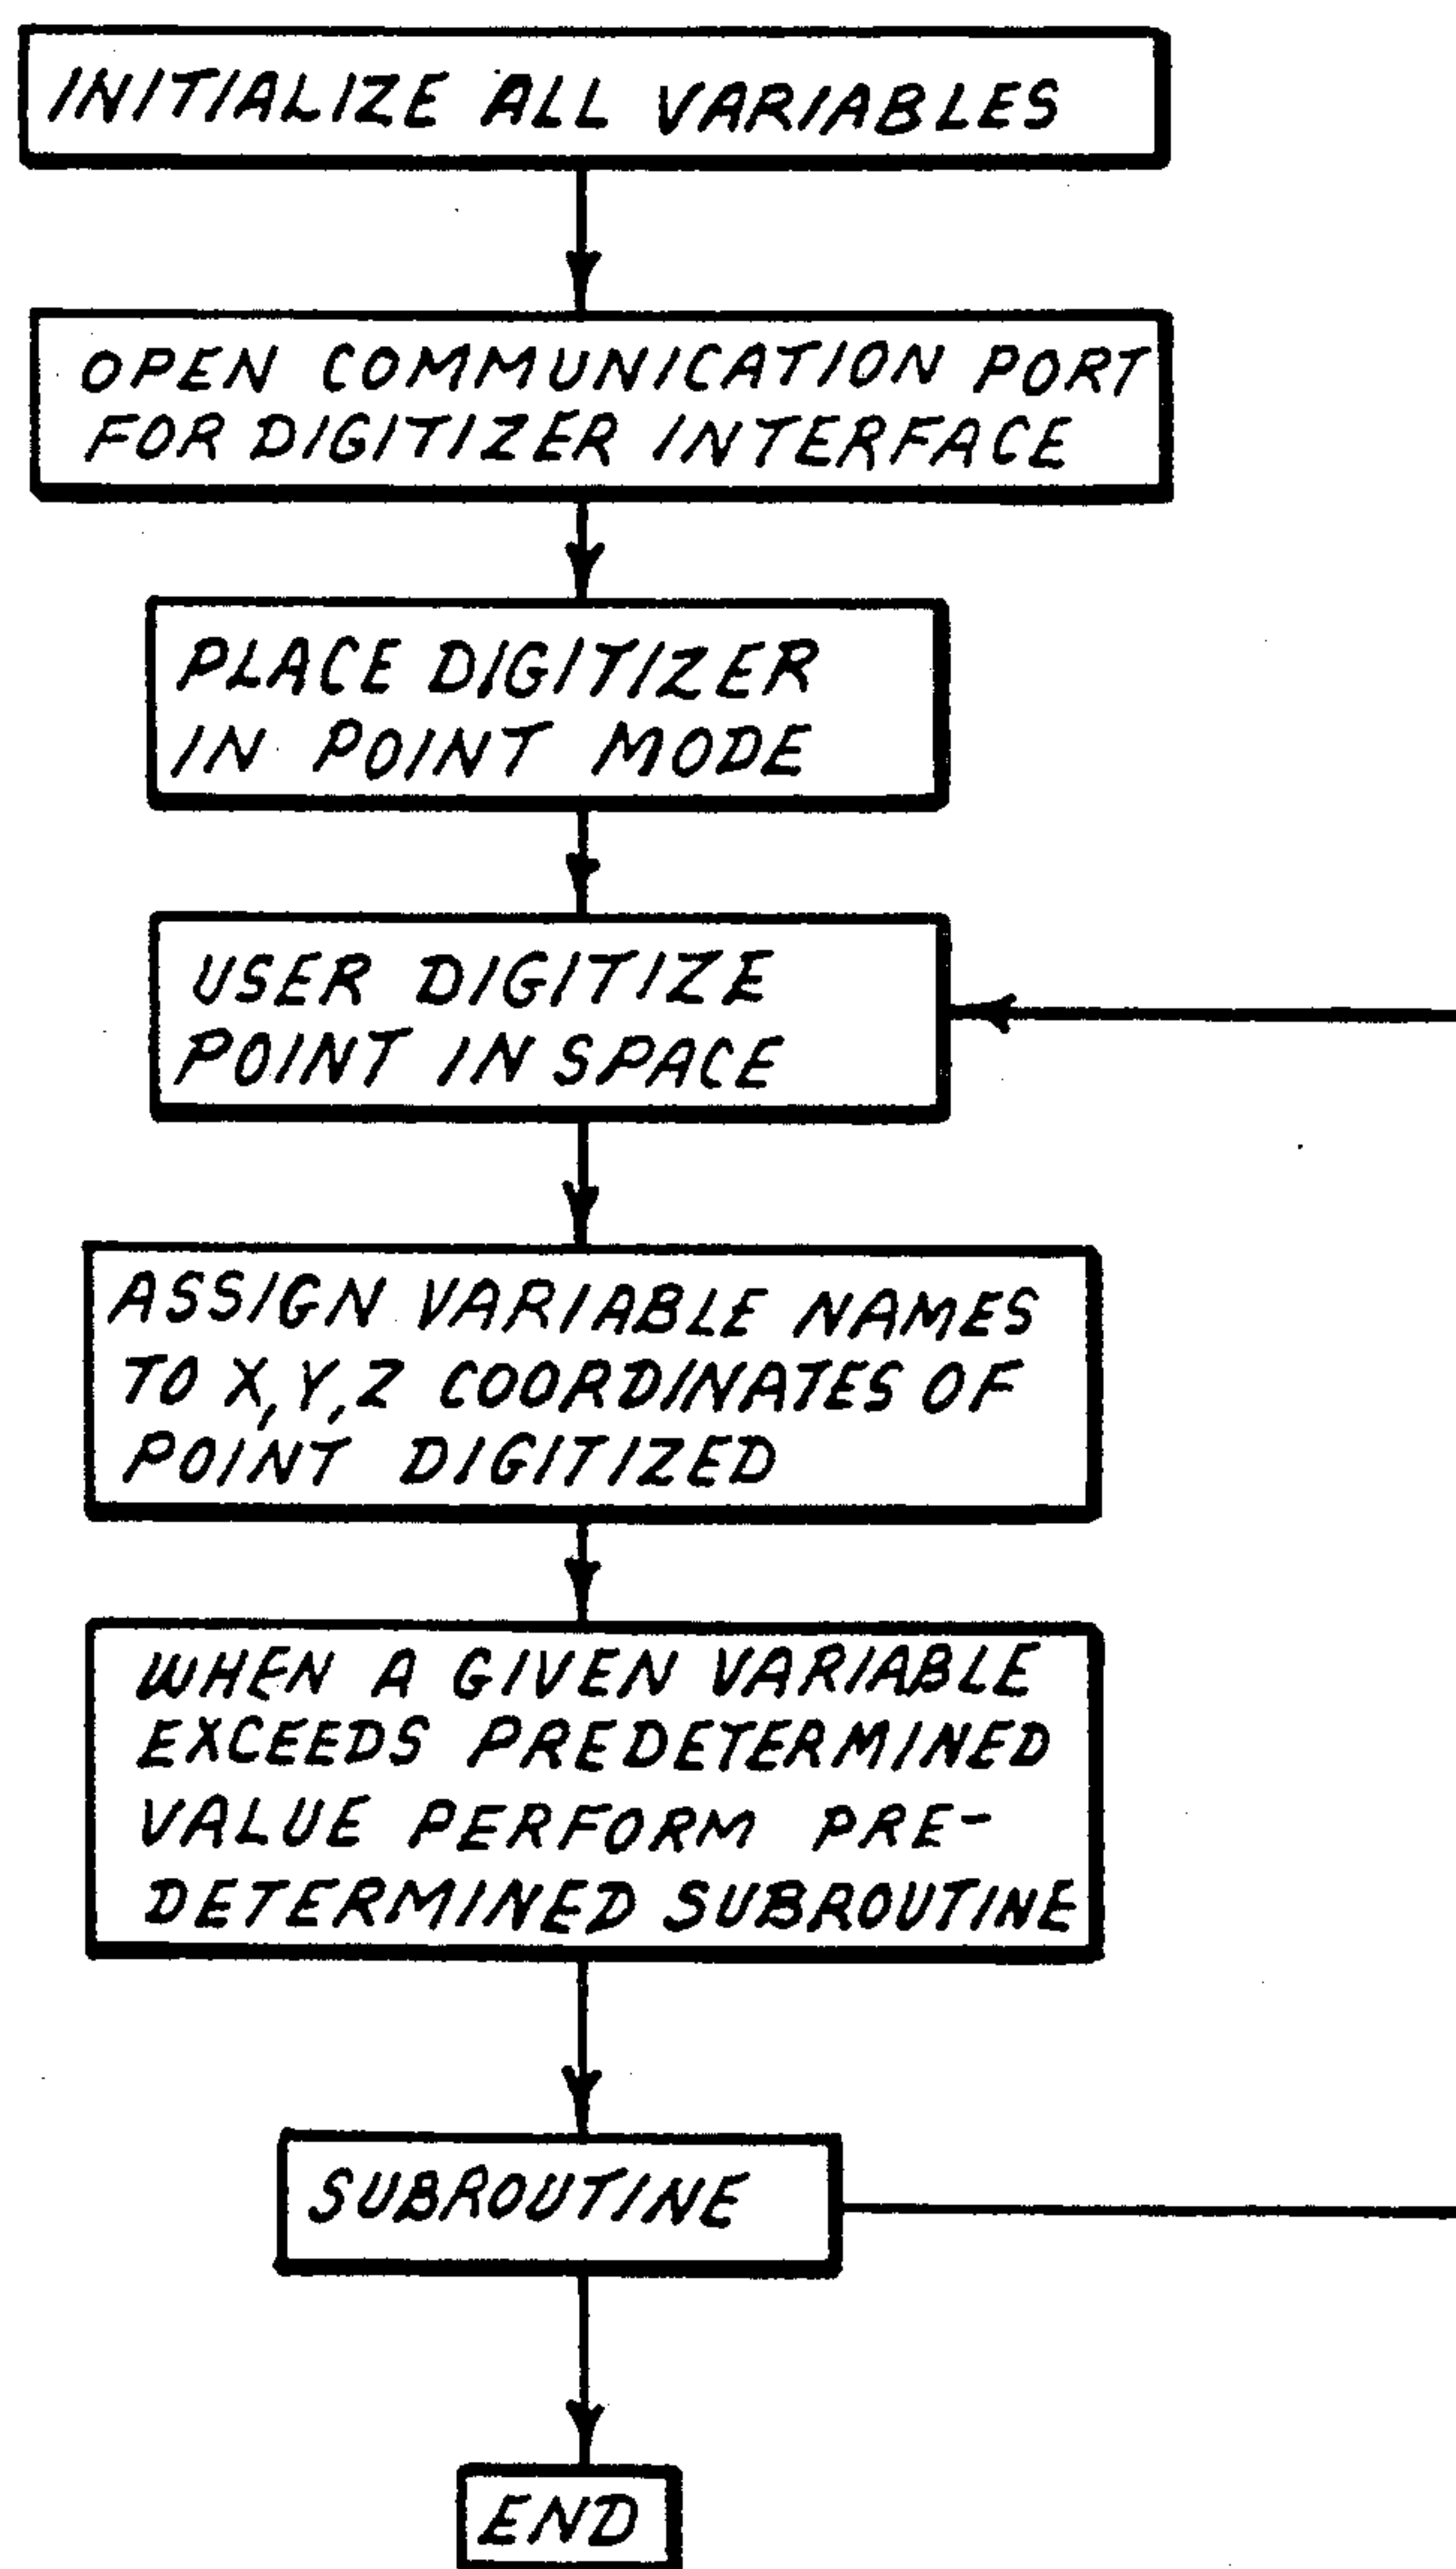 INITIALIZE ALL VARIABLES
OPEN COMMUNICATION PORT
FOR DIGITIZER INTERFACE
PLACE DIGITIZER
IN POINT MODE
USER DIGITIZE
POINT IN SPACE
ASSIGN VARIABLE NAMES
TO X,Y,Z COORDINATES OF
POINT DIGITIZED
WHEN A GIVEN VARIABLE
EXCEEDS PREDETERMINED
VALUE PERFORM PRE-
DETERMINED SUBROUTINE
SUBROUTINE
END